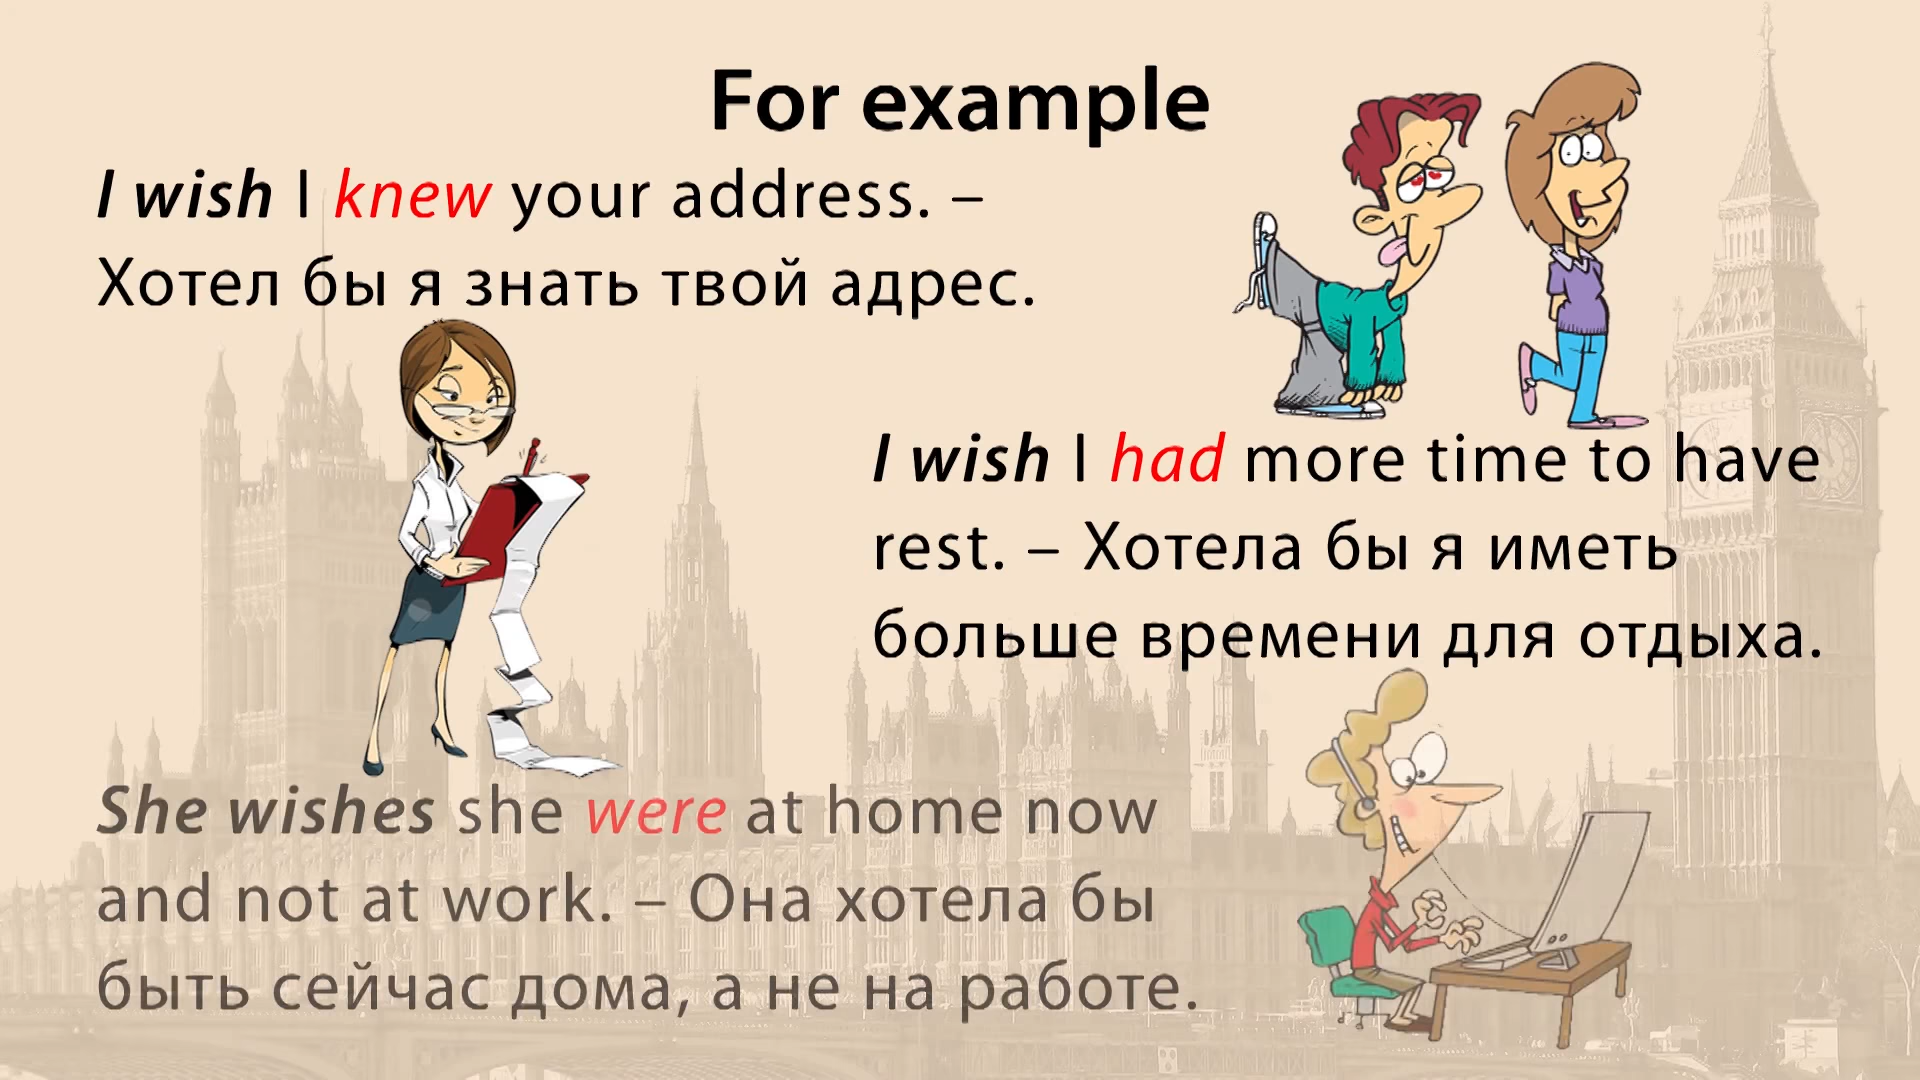 For example
I wish I knew your address. –
Хотел бы я знать твой адрес.
I wish I had more time to have
rest. – Хотела бы я иметь
больше времени для отдыха.
She wishes she were at home now
and not at work. – Она хотела бы
быть сейчас дома, а не на работе.